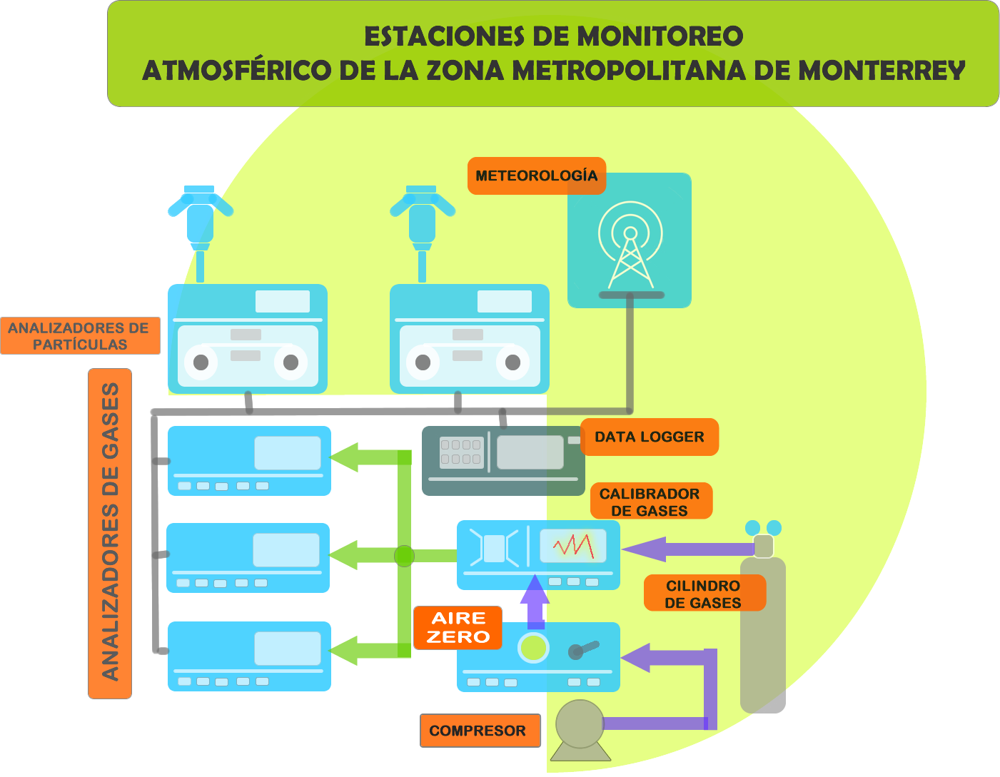 ESTACIONES DE MONITOREO
ATMOSFÉRICO DE LA ZONA METROPOLITANA DE MONTERREY
METEOROLOGÍA
ANALIZADORES DE
PARTÍCULAS
ANALIZADORES DE GASES
DATA LOGGER
CALIBRADOR
DE GASES
CILINDRO
DE GASES
AIRE
ZERO
COMPRESOR